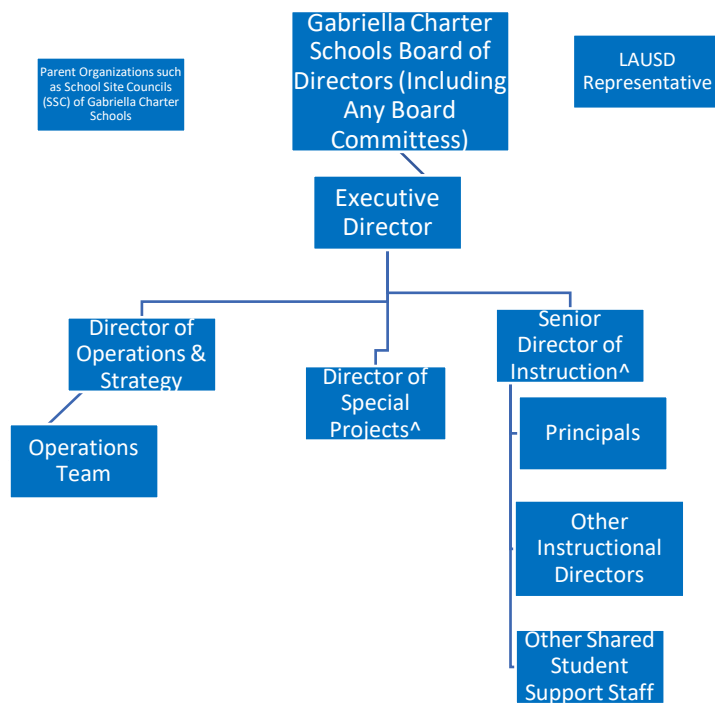 Gabriella Charter
Schools Board of
Directors (Including
Any Board
Committess)
Parent Organizations such
as School Site Councils
(SSC) of Gabriella Charter
Schools
LAUSD
Representative
Executive
Director
Director of
Operations &
Strategy
Director of
Special
Projects^
Senior
Director of
Instruction^
Operations
Team
Principals
Other
Instructional
Directors
Other Shared
Student
Support Staff